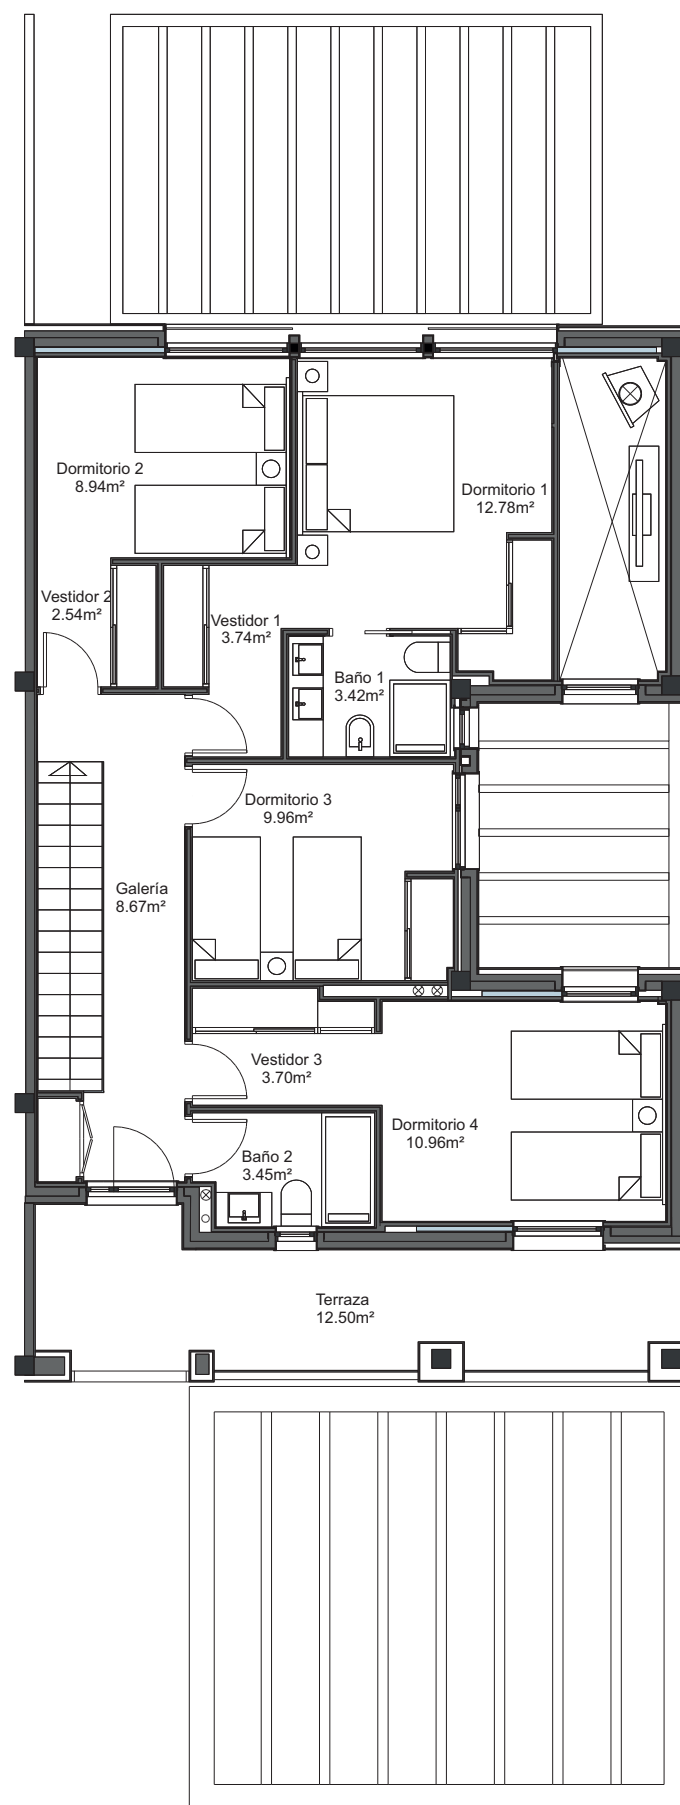 Dormitorio 2
8.94m²
Dormitorio 1
12.78m²
Vestidor 2
2.54m²
Vestidor 1
3.74m²
Baño 1
3.42m²
Dormitorio 3
9.96m²
Galería
8.67m²
Vestidor 3
3.70m²
Dormitorio 4
10.96m²
Baño 2
3.45m²
Terraza
12.50m²